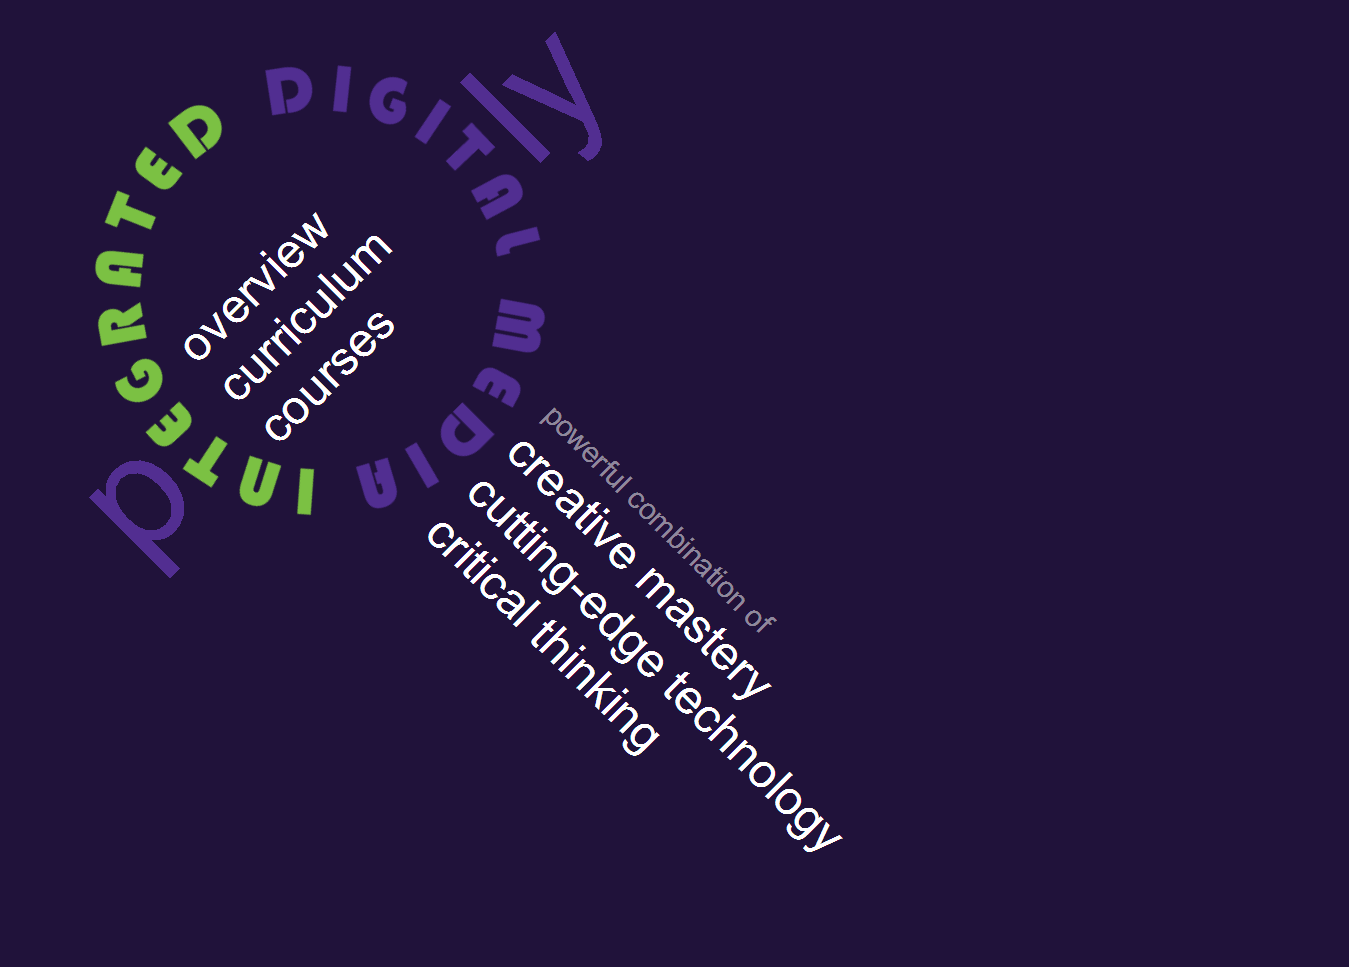 INTEGRATED DIGITAL MEDIA
p
ly
overview
curriculum
courses
powerful combination of
creative mastery
cutting-edge technology
critical thinking